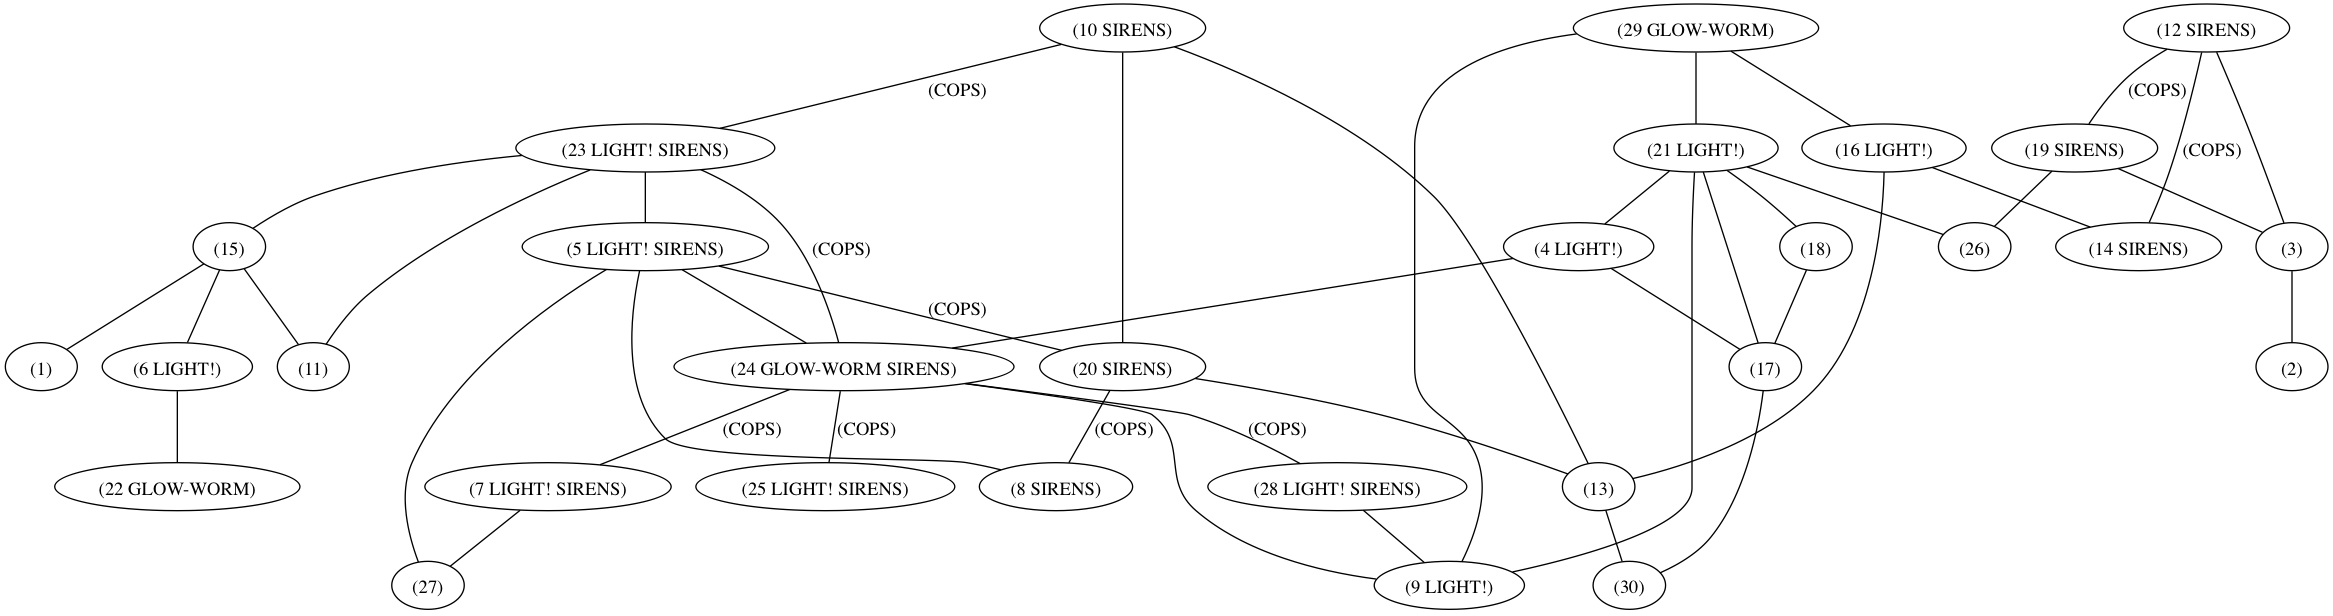 (10 SIRENS)
(29 GLOW-WORM)
(12 SIRENS)
(COPS)
(COPS)
(23 LIGHT! SIRENS)
(21 LIGHT!)
(16 LIGHT!)
(19 SIRENS)
(COPS)
(15)
(5 LIGHT! SIRENS)
(COPS)
(4 LIGHT!)
(18)
(26)
(14 SIRENS)
(3)
(COPS)
(1)
(6 LIGHT!)
(11)
(24 GLOW-WORM SIRENS)
(20 SIRENS)
(17)
(2)
(COPS)
(COPS)
(COPS)
(COPS)
(22 GLOW-WORM)
(7 LIGHT! SIRENS)
(25 LIGHT! SIRENS)
(8 SIRENS)
(28 LIGHT! SIRENS)
(13)
(27)
(9 LIGHT!)
(30)